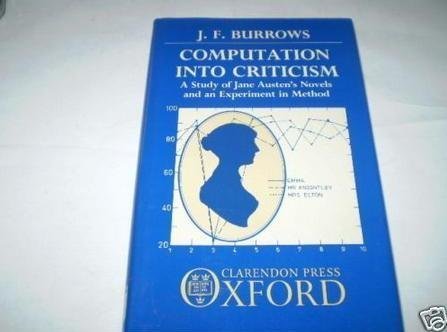 J. F. BURROWS
COMPUTATION
INTO CRITICISM
A Study of Jane Austen's Novels
and an Experiment in Method
100
80
60
40
20
1 2 3 4 5 6 7 8 9 10
EMMA
MR KNIGHTLEY
MRS ELTON
CLARENDON PRESS
OXFORD